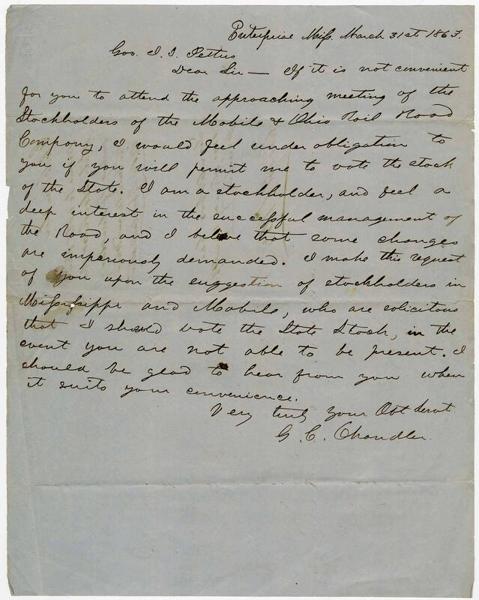 Enterprise Miss. March 31st 1863.
Gov. J. J. Pettus
Dear Sir — If it is not convenient
for you to attend the approaching meeting of the
Stockholders of the Mobile & Ohio Rail Road
Company, I would feel under obligation to
you if you will permit me to vote the stock
of the State. I am a stockholder, and feel a
deep interest in the successful management of
the Road, and I believe that some changes
are imperiously demanded. I make this request
of you upon the suggestion of stockholders in
Mississippi and Mobile, who are solicitous
that I should vote the State Stock, in the
event you are not able to be present. I
should be glad to hear from you when
it suits your convenience.
Very truly your Obt Servt
G. C. Chandler.